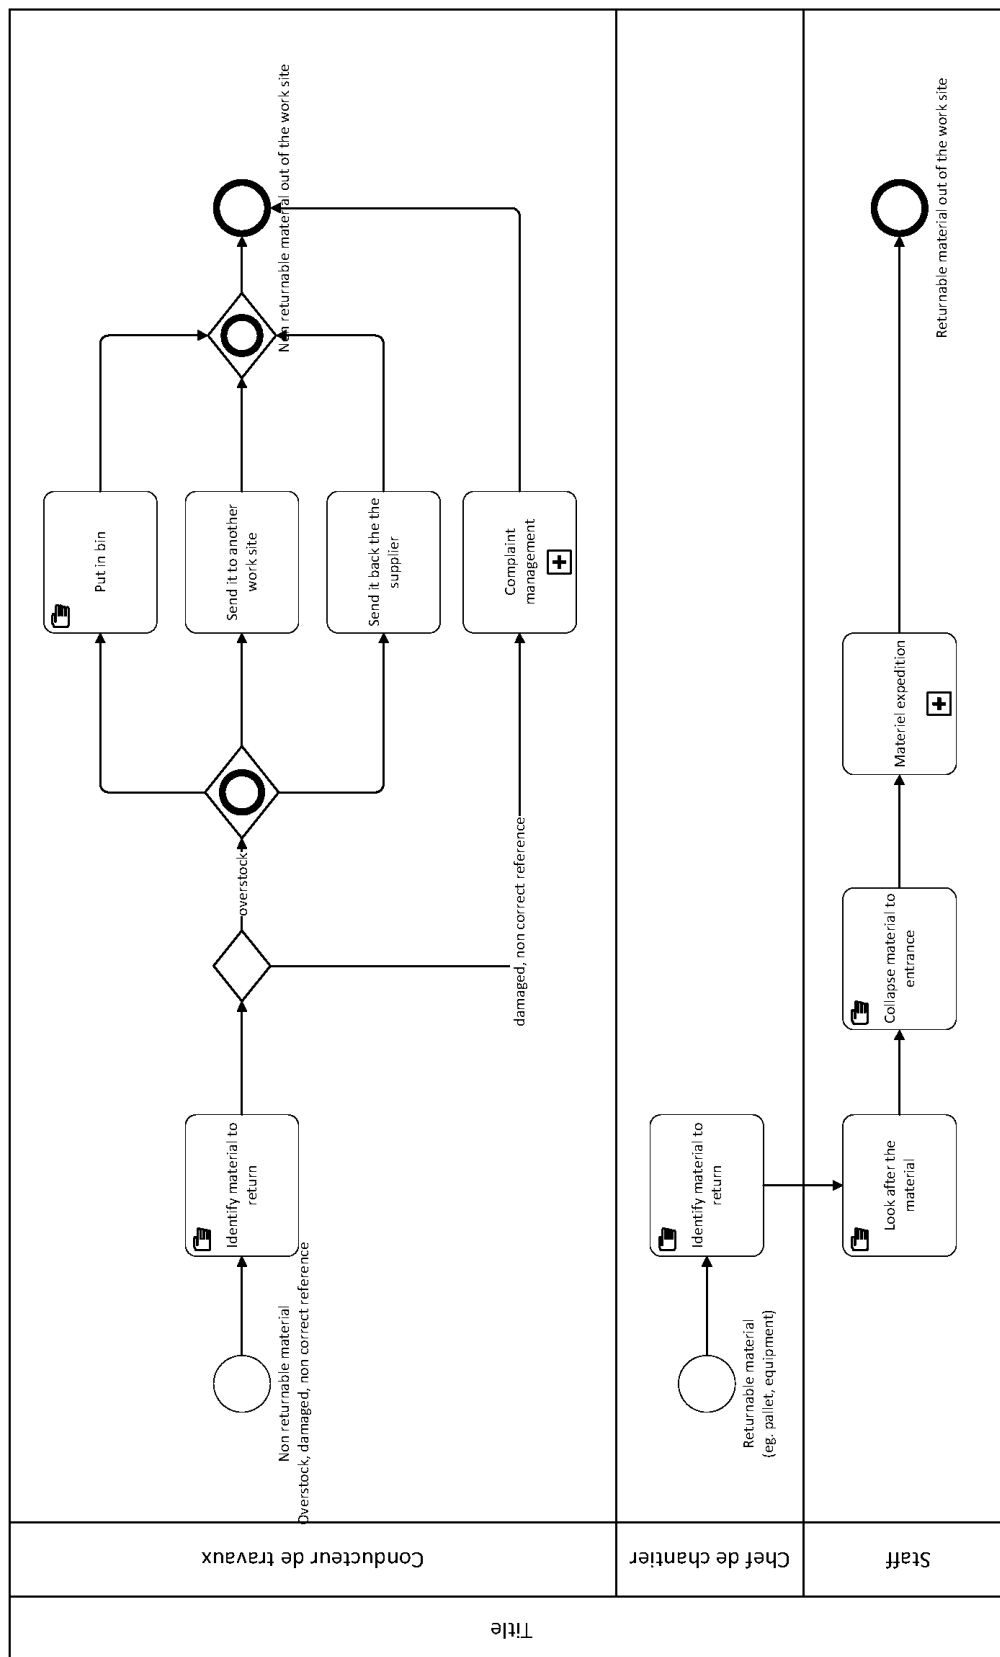 Title
Conducteur de travaux
Non returnable material
Overstock, damaged, non correct reference
Identify material to
return
overstock
damaged, non correct reference
Put in bin
Send it to another
work site
Send it back the the
supplier
Complaint
management
Non returnable material out of the work site
Chef de chantier
Returnable material
(eg. pallet, equipment)
Identify material to
return
Staff
Look after the
material
Collapse material to
entrance
Materiel expedition
Returnable material out of the work site